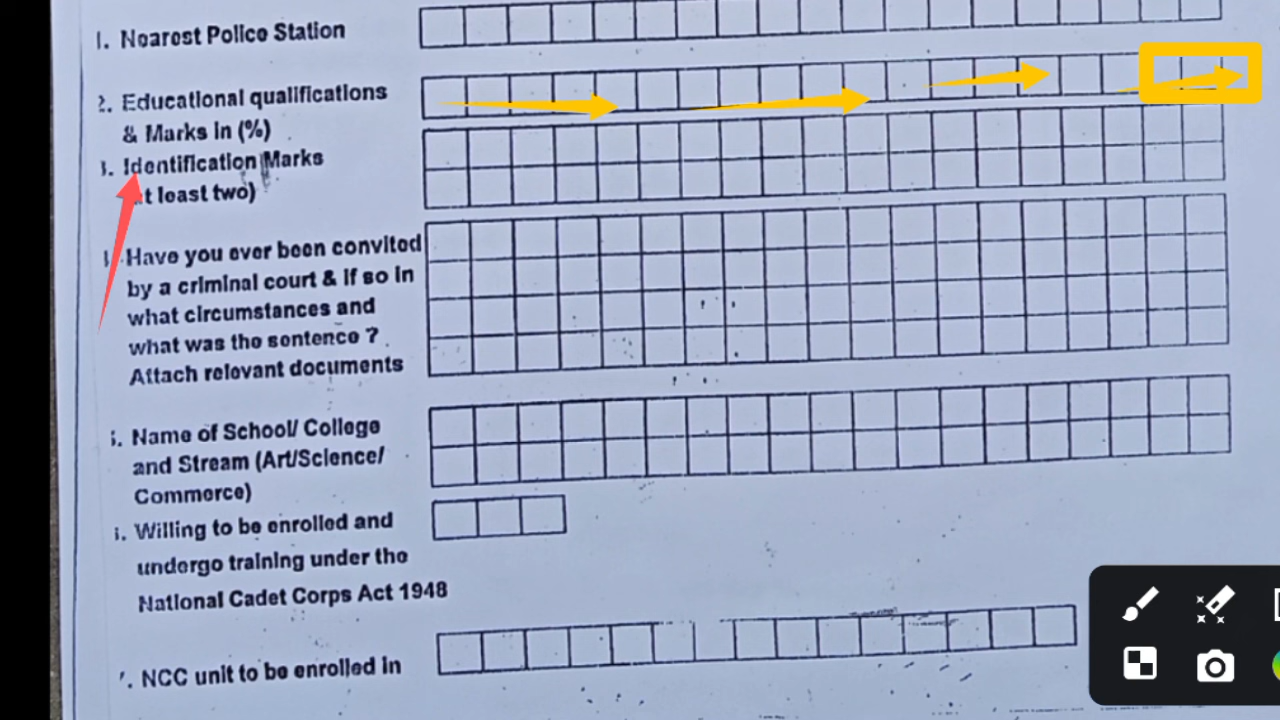 1. Nearest Police Station
2. Educational qualifications
& Marks in (%)
3. Identification Marks
t least two)
Have you ever been convited
by a criminal court & if so in
what circumstances and
what was the sentence ?
Attach relevant documents
5. Name of School/ College
and Stream (Art/Science/
Commerce)
Willing to be enrolled and
undergo training under the
National Cadet Corps Act 1948
NCC unit to be enrolled in